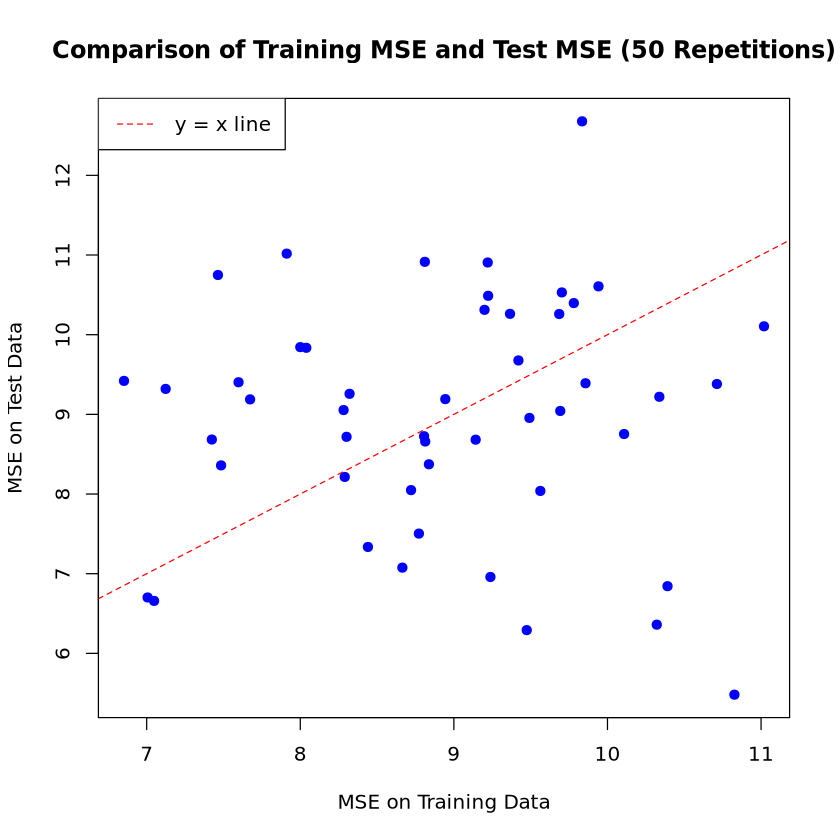 Comparison of Training MSE and Test MSE (50 Repetitions)
y = x line
MSE on Test Data
12
11
10
9
8
7
6
7 8 9 10 11
MSE on Training Data